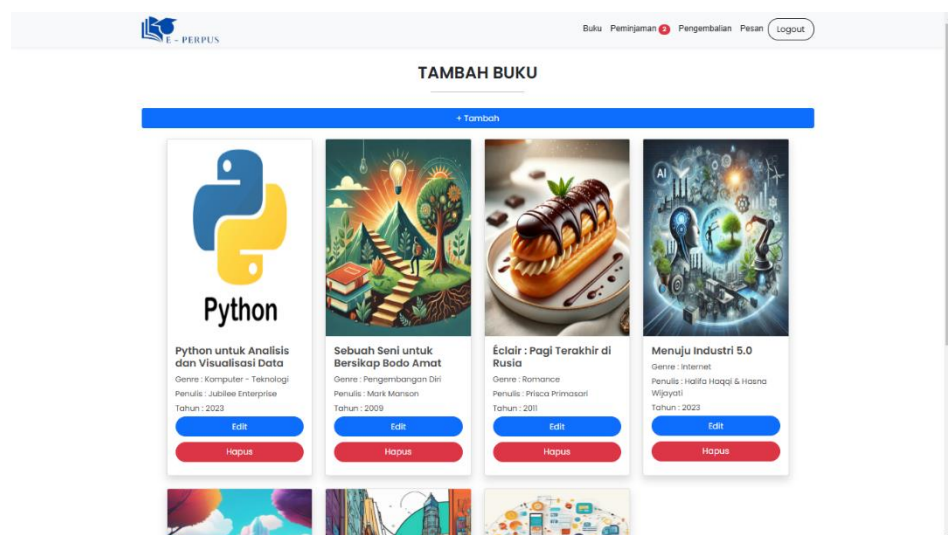 E - PERPUS
Buku Peminjaman 2 Pengembalian Pesan Logout
TAMBAH BUKU
+ Tambah
Python
Python untuk Analisis
dan Visualisasi Data
Genre : Komputer - Teknologi
Penulis : Jubilee Enterprise
Tahun : 2023
Edit
Hapus
Sebuah Seni untuk
Bersikap Bodo Amat
Genre : Pengembangan Diri
Penulis : Mark Manson
Tahun : 2009
Edit
Hapus
Éclair : Pagi Terakhir di
Rusia
Genre : Romance
Penulis : Prisca Primasari
Tahun : 2011
Edit
Hapus
AI
Menuju Industri 5.0
Genre : Internet
Penulis : Halifa Haqqi & Hasna
Wijayati
Tahun : 2023
Edit
Hapus